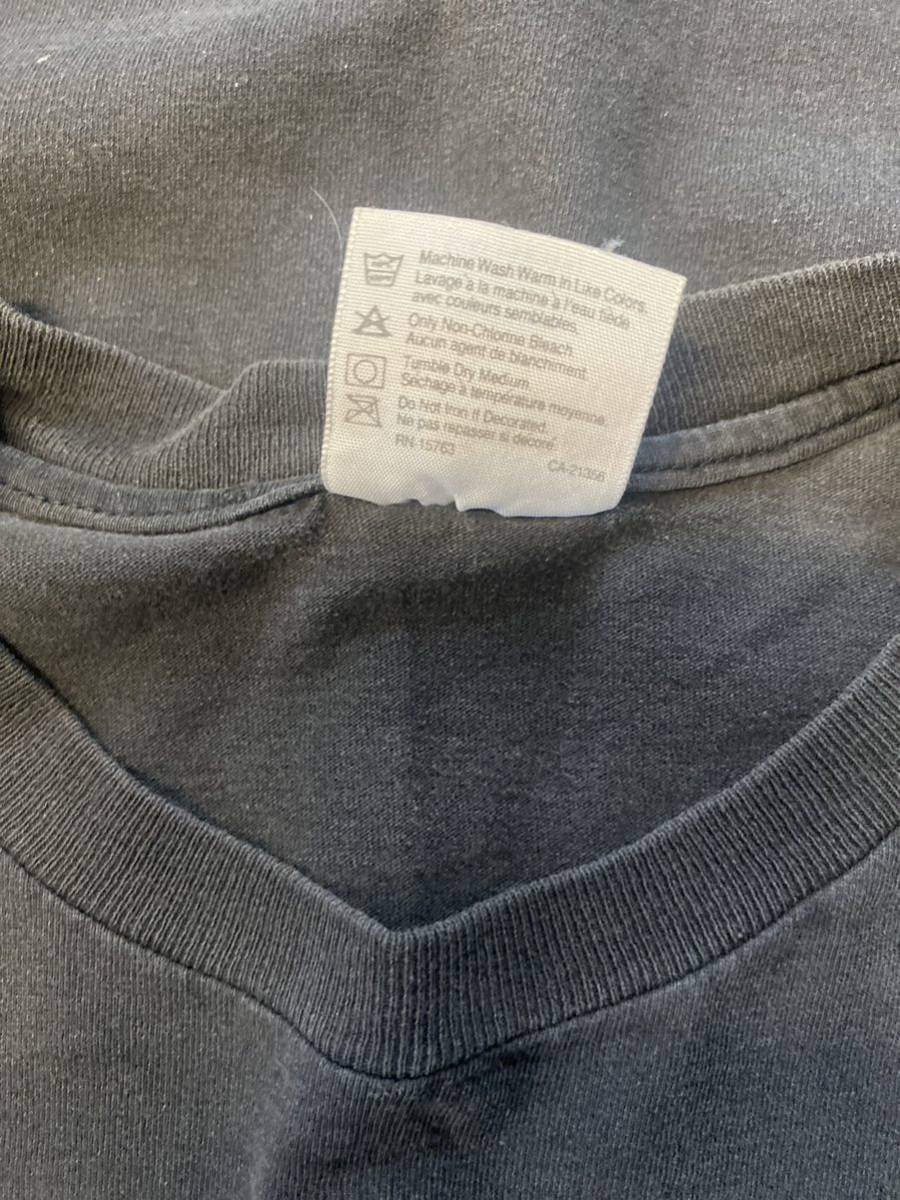 Machine Wash Warm In Like Colors.
Lavage à la machine à l'eau tiède
avec couleurs semblables.
Only Non-Chlorine Bleach
Aucun agent de blanchiment.
Tumble Dry Medium.
Séchage à température moyenne.
Do Not Iron If Decorated.
Ne pas repasser si décoré.
RN 15763
CA-21356